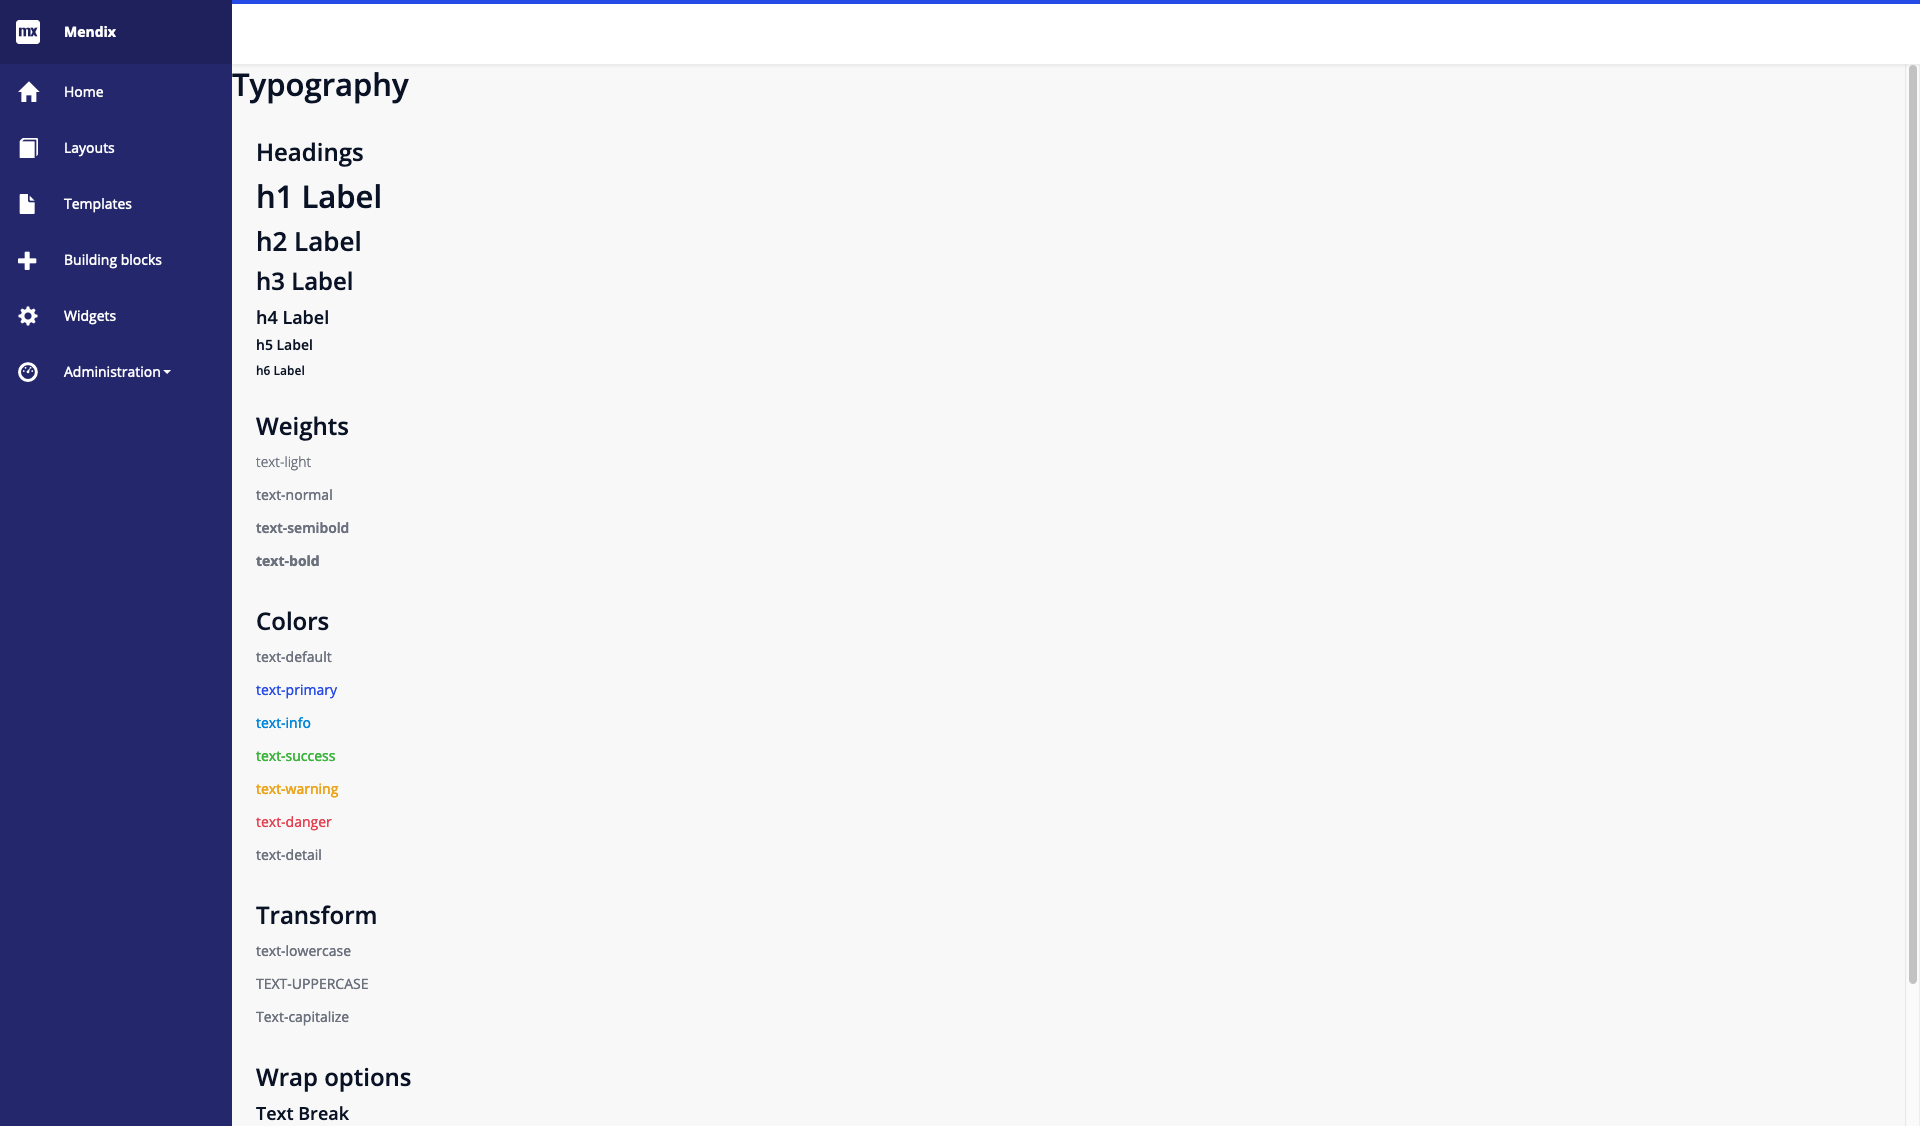 mx Mendix
Home
Layouts
Templates
Building blocks
Widgets
Administration
Typography
Headings
h1 Label
h2 Label
h3 Label
h4 Label
h5 Label
h6 Label
Weights
text-light
text-normal
text-semibold
text-bold
Colors
text-default
text-primary
text-info
text-success
text-warning
text-danger
text-detail
Transform
text-lowercase
TEXT-UPPERCASE
Text-capitalize
Wrap options
Text Break